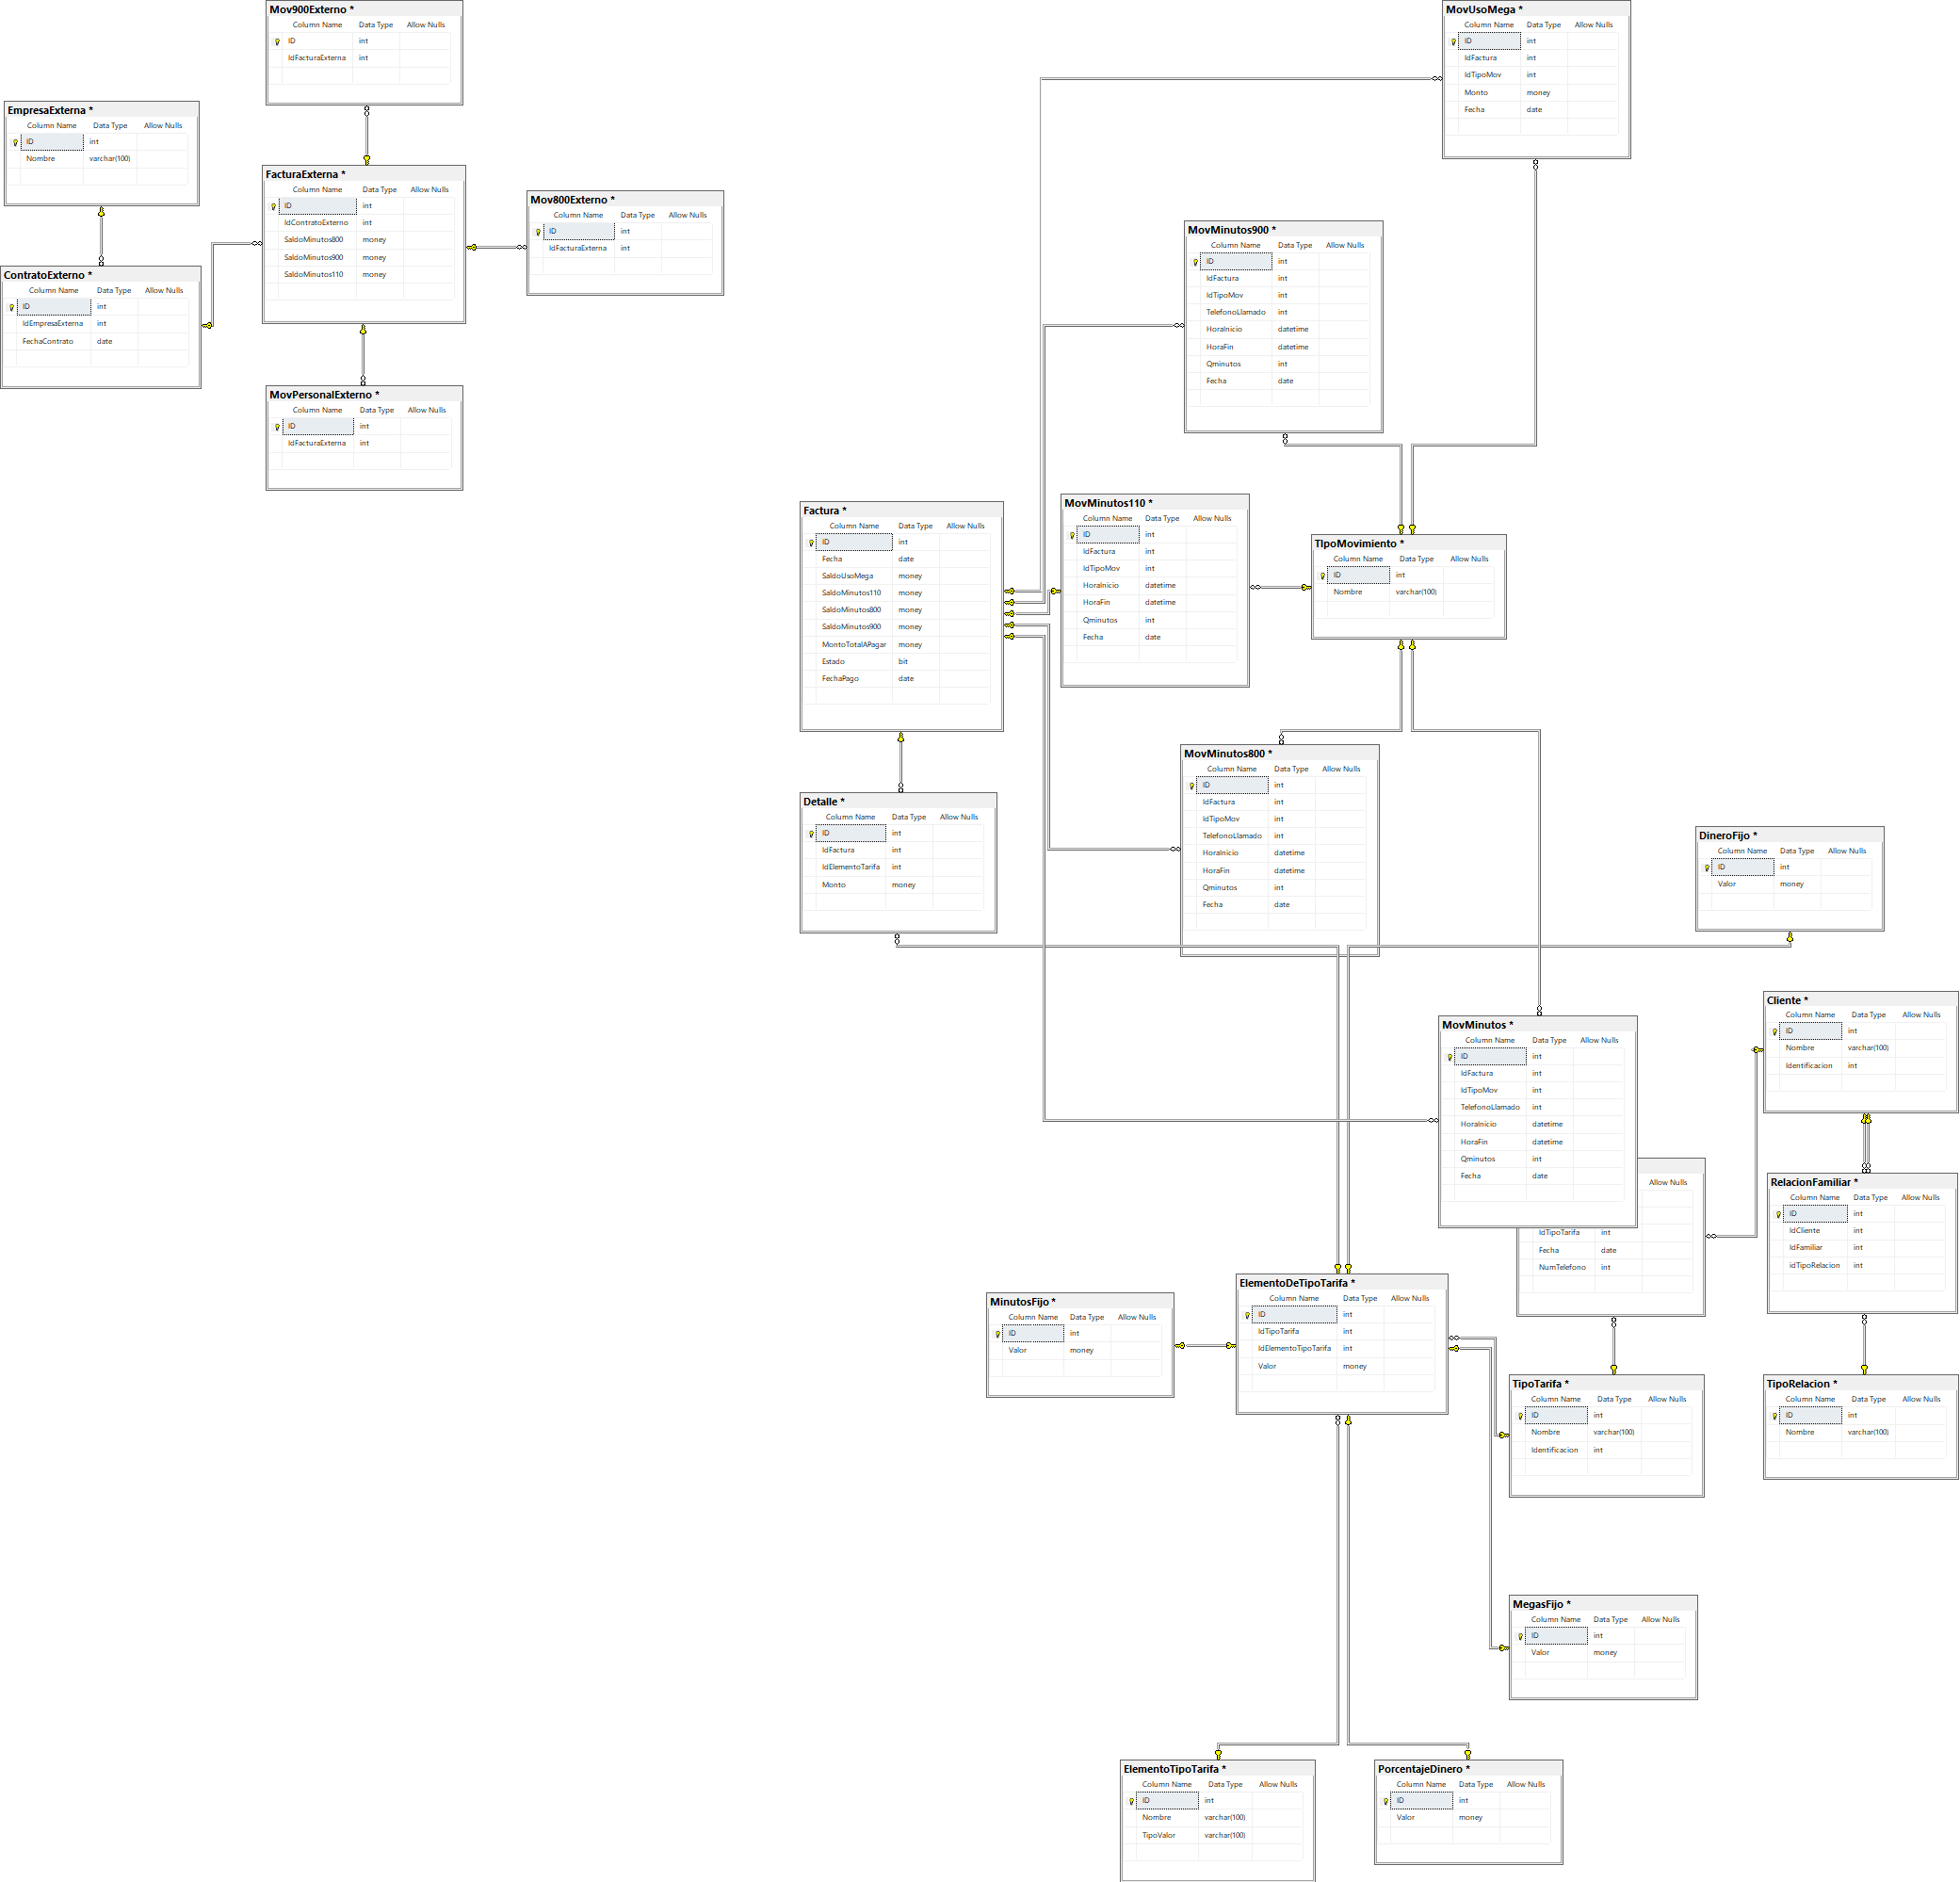 Mov900Externo *
Column Name Data Type Allow Nulls
ID int
IdFacturaExterna int
EmpresaExterna *
Column Name Data Type Allow Nulls
ID int
Nombre varchar(100)
FacturaExterna *
Column Name Data Type Allow Nulls
ID int
IdContratoExterno int
SaldoMinutos800 money
SaldoMinutos900 money
SaldoMinutos110 money
Mov800Externo *
Column Name Data Type Allow Nulls
ID int
IdFacturaExterna int
ContratoExterno *
Column Name Data Type Allow Nulls
ID int
IdEmpresaExterna int
FechaContrato date
MovPersonalExterno *
Column Name Data Type Allow Nulls
ID int
IdFacturaExterna int
MovUsoMega *
Column Name Data Type Allow Nulls
ID int
IdFactura int
IdTipoMov int
Monto money
Fecha date
MovMinutos900 *
Column Name Data Type Allow Nulls
ID int
IdFactura int
IdTipoMov int
TelefonoLlamado int
HoraInicio datetime
HoraFin datetime
Qminutos int
Fecha date
Factura *
Column Name Data Type Allow Nulls
ID int
Fecha date
SaldoUsoMega money
SaldoMinutos110 money
SaldoMinutos800 money
SaldoMinutos900 money
MontoTotalAPagar money
Estado bit
FechaPago date
MovMinutos110 *
Column Name Data Type Allow Nulls
ID int
IdFactura int
IdTipoMov int
HoraInicio datetime
HoraFin datetime
Qminutos int
Fecha date
TIpoMovimiento *
Column Name Data Type Allow Nulls
ID int
Nombre varchar(100)
MovMinutos800 *
Column Name Data Type Allow Nulls
ID int
IdFactura int
IdTipoMov int
TelefonoLlamado int
HoraInicio datetime
HoraFin datetime
Qminutos int
Fecha date
Detalle *
Column Name Data Type Allow Nulls
ID int
IdFactura int
IdElementoTarifa int
Monto money
DineroFijo *
Column Name Data Type Allow Nulls
ID int
Valor money
Cliente *
Column Name Data Type Allow Nulls
ID int
Nombre varchar(100)
Identificacion int
MovMinutos *
Column Name Data Type Allow Nulls
ID int
IdFactura int
IdTipoMov int
TelefonoLlamado int
HoraInicio datetime
HoraFin datetime
Qminutos int
Fecha date
Allow Nulls
IdTipoTarifa int
Fecha date
NumTelefono int
RelacionFamiliar *
Column Name Data Type Allow Nulls
ID int
IdCliente int
IdFamiliar int
idTipoRelacion int
ElementoDeTipoTarifa *
Column Name Data Type Allow Nulls
ID int
IdTipoTarifa int
IdElementoTipoTarifa int
Valor money
MinutosFijo *
Column Name Data Type Allow Nulls
ID int
Valor money
TipoTarifa *
Column Name Data Type Allow Nulls
ID int
Nombre varchar(100)
Identificacion int
TipoRelacion *
Column Name Data Type Allow Nulls
ID int
Nombre varchar(100)
MegasFijo *
Column Name Data Type Allow Nulls
ID int
Valor money
ElementoTipoTarifa *
Column Name Data Type Allow Nulls
ID int
Nombre varchar(100)
TipoValor varchar(100)
PorcentajeDinero *
Column Name Data Type Allow Nulls
ID int
Valor money